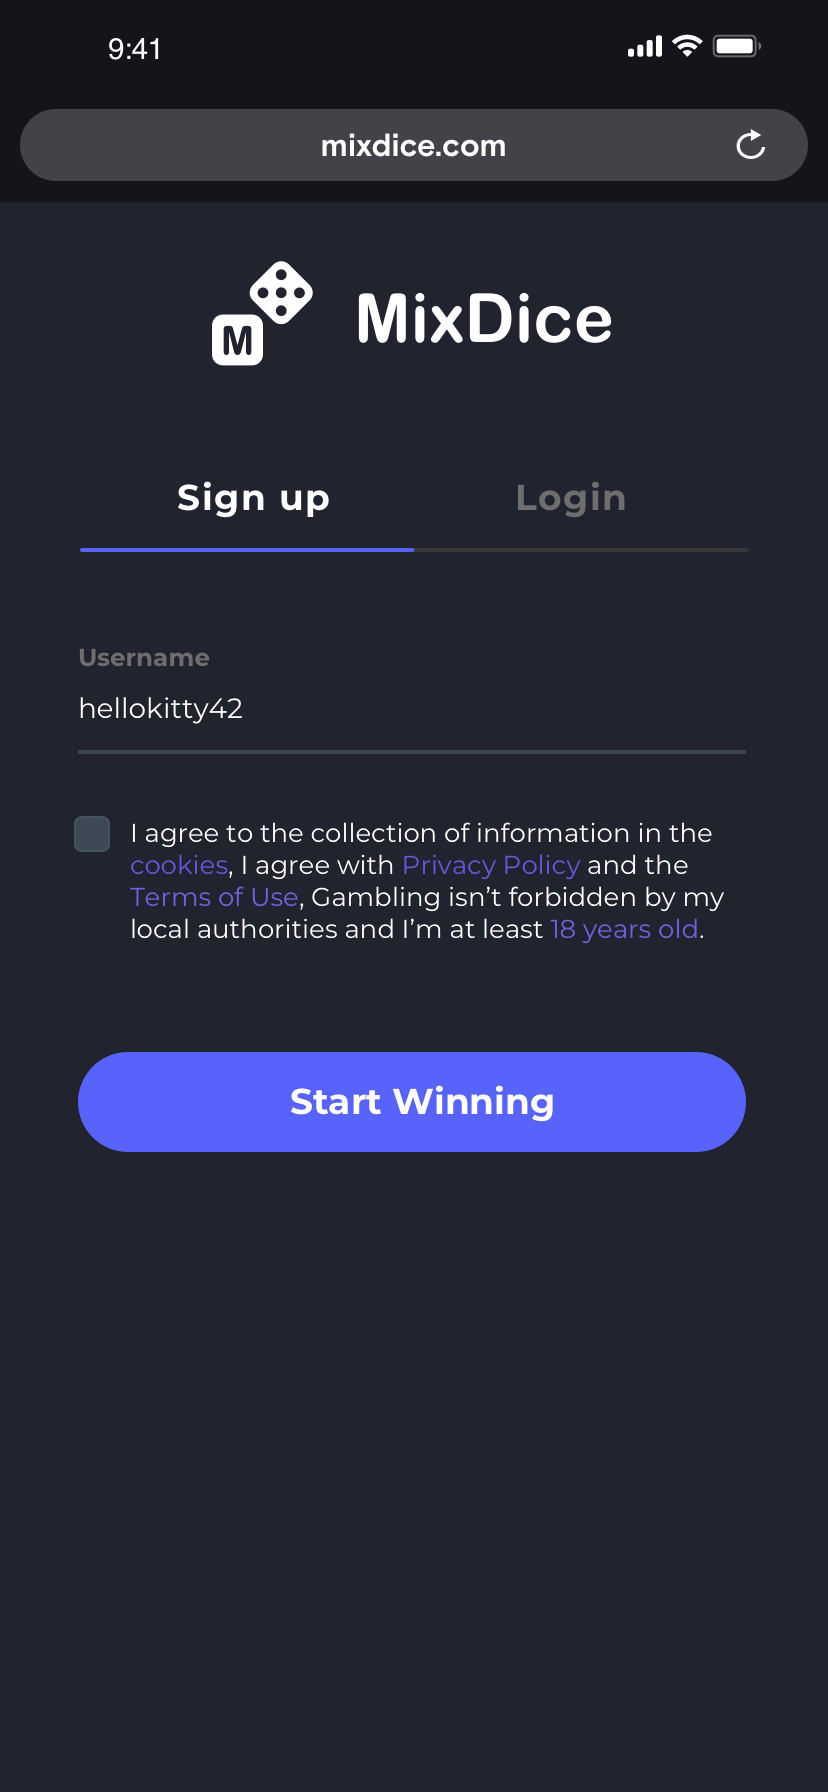 9:41
mixdice.com
M
MixDice
Sign up
Login
Username
hellokitty42
I agree to the collection of information in the
cookies, I agree with Privacy Policy and the
Terms of Use, Gambling isn’t forbidden by my
local authorities and I’m at least 18 years old.
Start Winning